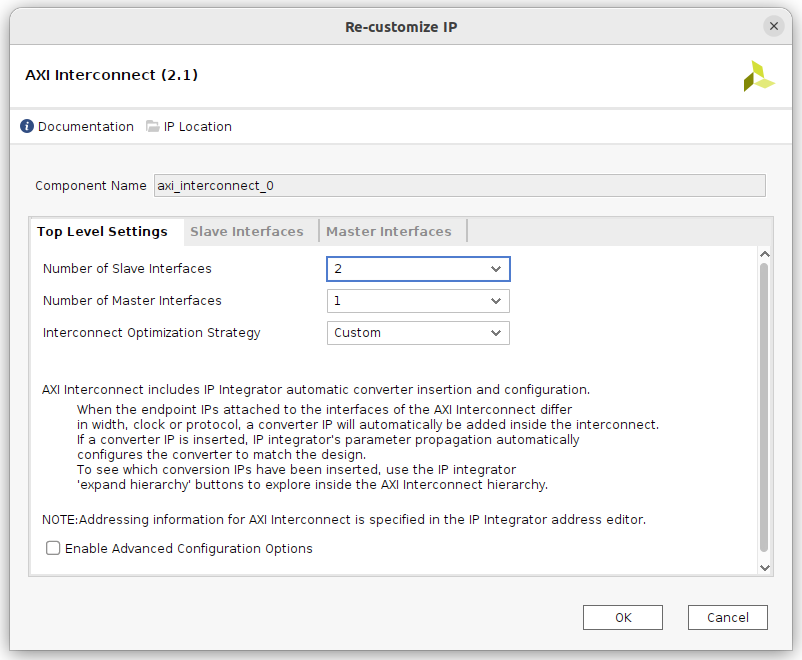 Re-customize IP
AXI Interconnect (2.1)
Documentation IP Location
Component Name axi_interconnect_0
Top Level Settings Slave Interfaces Master Interfaces
Number of Slave Interfaces 2
Number of Master Interfaces 1
Interconnect Optimization Strategy Custom
AXI Interconnect includes IP Integrator automatic converter insertion and configuration.
When the endpoint IPs attached to the interfaces of the AXI Interconnect differ
in width, clock or protocol, a converter IP will automatically be added inside the interconnect.
If a converter IP is inserted, IP integrator's parameter propagation automatically
configures the converter to match the design.
To see which conversion IPs have been inserted, use the IP integrator
'expand hierarchy' buttons to explore inside the AXI Interconnect hierarchy.
NOTE:Addressing information for AXI Interconnect is specified in the IP Integrator address editor.
Enable Advanced Configuration Options
OK Cancel